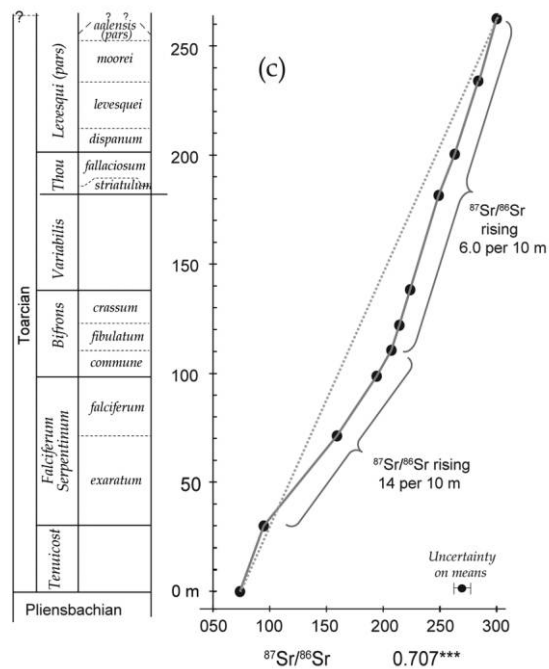 ?
? ?
aalensis
(pars)
moorei
levesquei
dispanum
fallaciosum
striatulum
crassum
fibulatum
commune
falciferum
exaratum
Levesqui (pars)
Thou
Variabilis
Bifrons
Falciferum
Serpentinum
Tenuicost
Toarcian
Pliensbachian
250
200
150
100
50
0 m
(c)
87Sr/86Sr
rising
6.0 per 10 m
87Sr/86Sr rising
14 per 10 m
Uncertainty
on means
050 100 150 200 250 300
87Sr/86Sr 0.707***